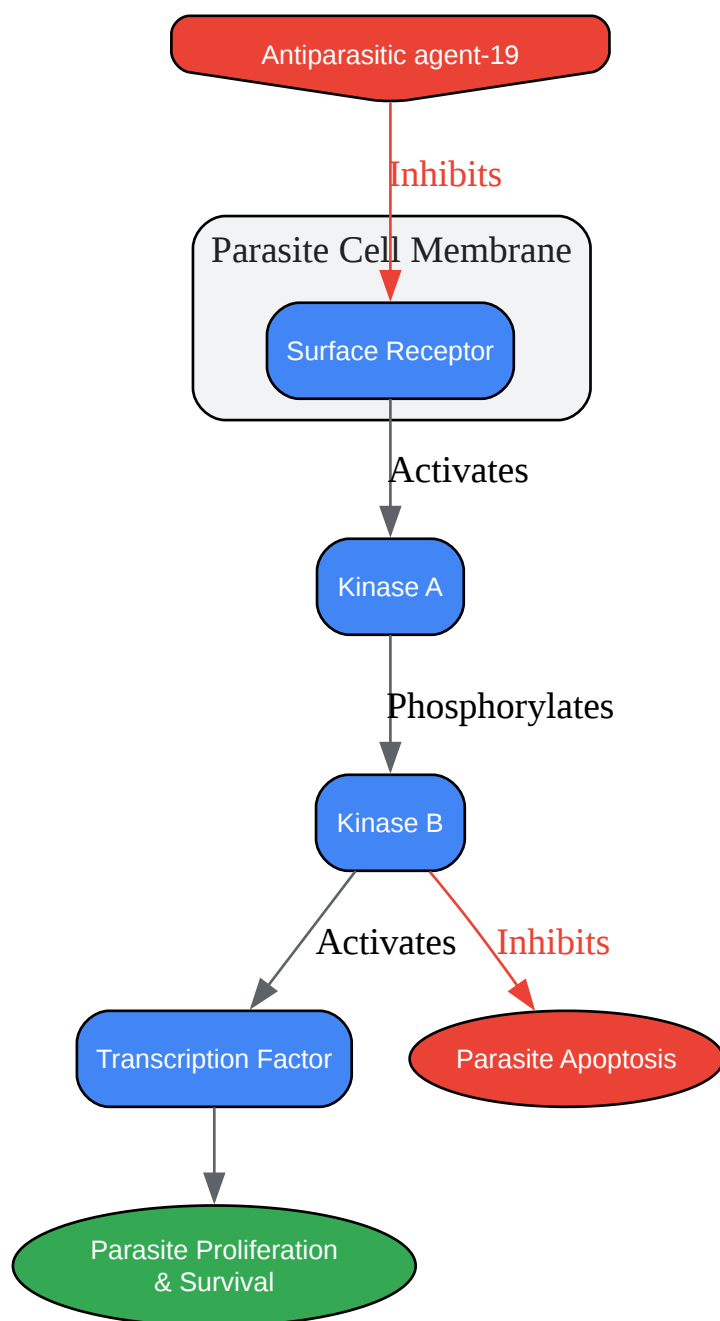 Antiparasitic agent-19
Inhibits
Parasite Cell Membrane
Surface Receptor
Activates
Kinase A
Phosphorylates
Kinase B
Activates
Inhibits
Transcription Factor
Parasite Apoptosis
Parasite Proliferation
& Survival